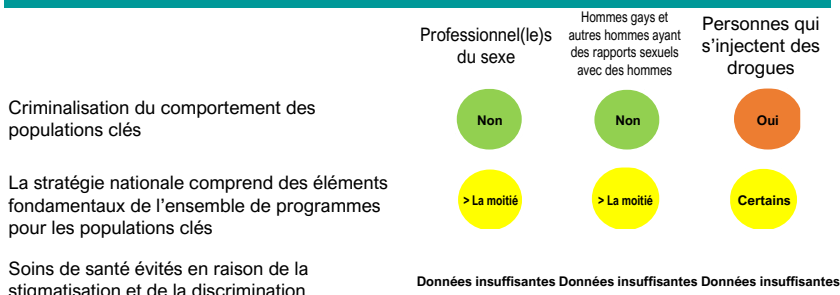 Professionnel(le)s
du sexe
Hommes gays et
autres hommes ayant
des rapports sexuels
avec des hommes
Personnes qui
s'injectent des
drogues
Criminalisation du comportement des
populations clés
Non
Non
Oui
La stratégie nationale comprend des éléments
fondamentaux de l'ensemble de programmes
pour les populations clés
> La moitié
> La moitié
Certains
Soins de santé évités en raison de la
stigmatisation et de la discrimination
Données insuffisantes Données insuffisantes Données insuffisantes